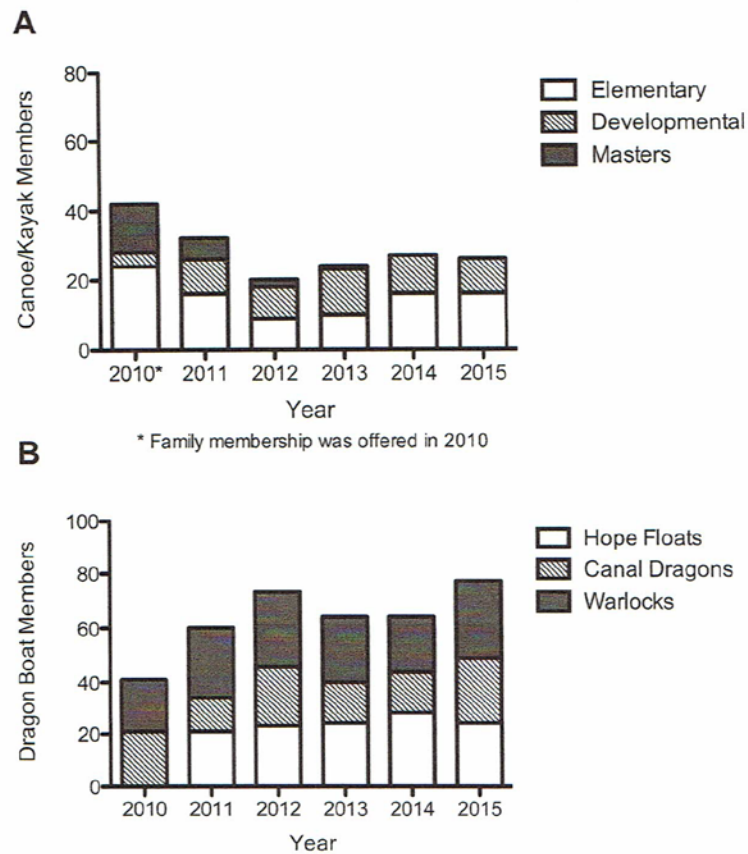 A
80
60
40
20
0
Canoe/Kayak Members
Elementary
Developmental
Masters
2010* 2011 2012 2013 2014 2015
Year
* Family membership was offered in 2010
B
100
80
60
40
20
0
Dragon Boat Members
Hope Floats
Canal Dragons
Warlocks
2010 2011 2012 2013 2014 2015
Year